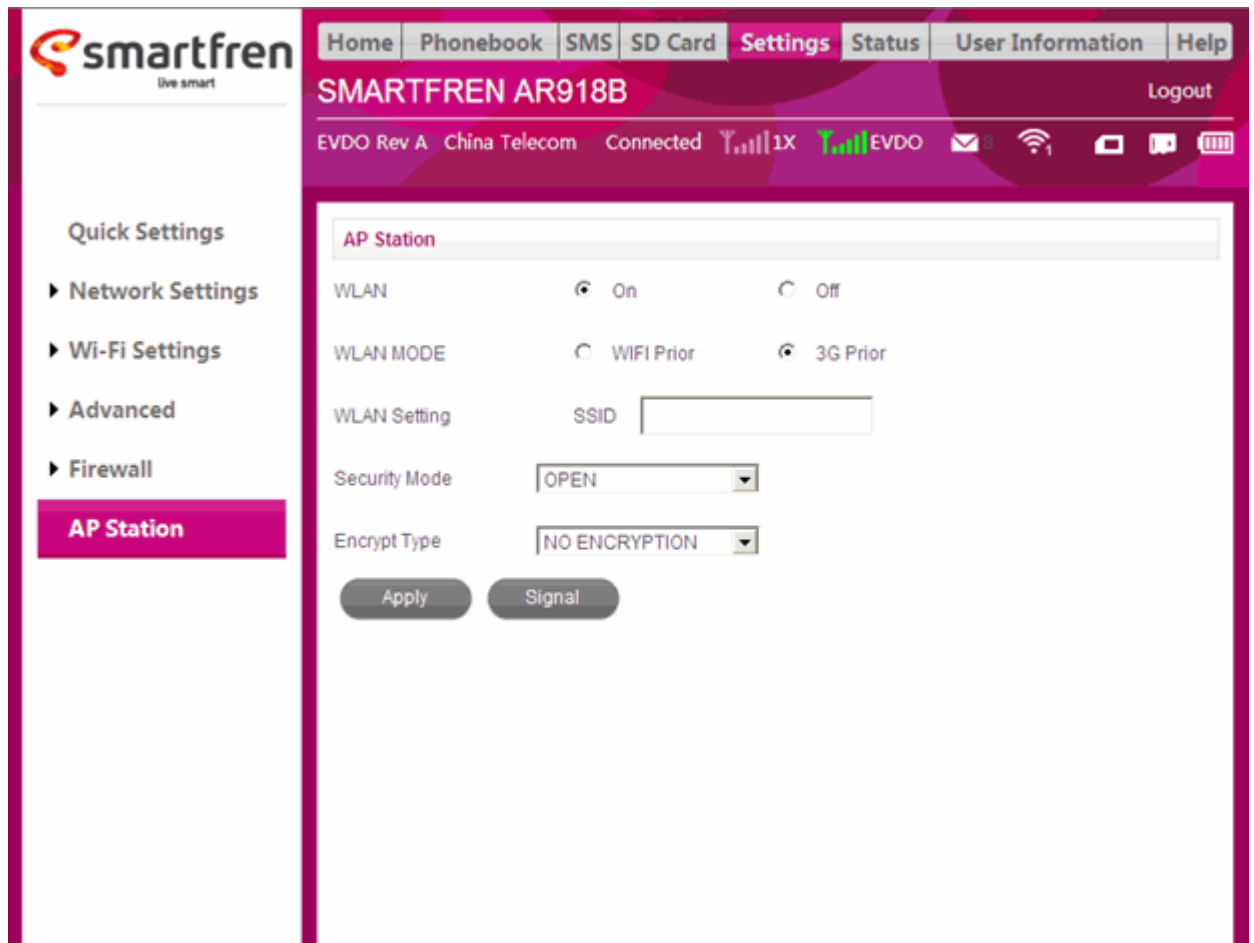 smartfren
live smart
Home Phonebook SMS SD Card Settings Status User Information Help
SMARTFREN AR918B
Logout
EVDO Rev A China Telecom Connected 1X EVDO 8 1
Quick Settings
Network Settings
Wi-Fi Settings
Advanced
Firewall
AP Station
AP Station
WLAN On Off
WLAN MODE WIFI Prior 3G Prior
WLAN Setting SSID
Security Mode OPEN
Encrypt Type NO ENCRYPTION
Apply Signal